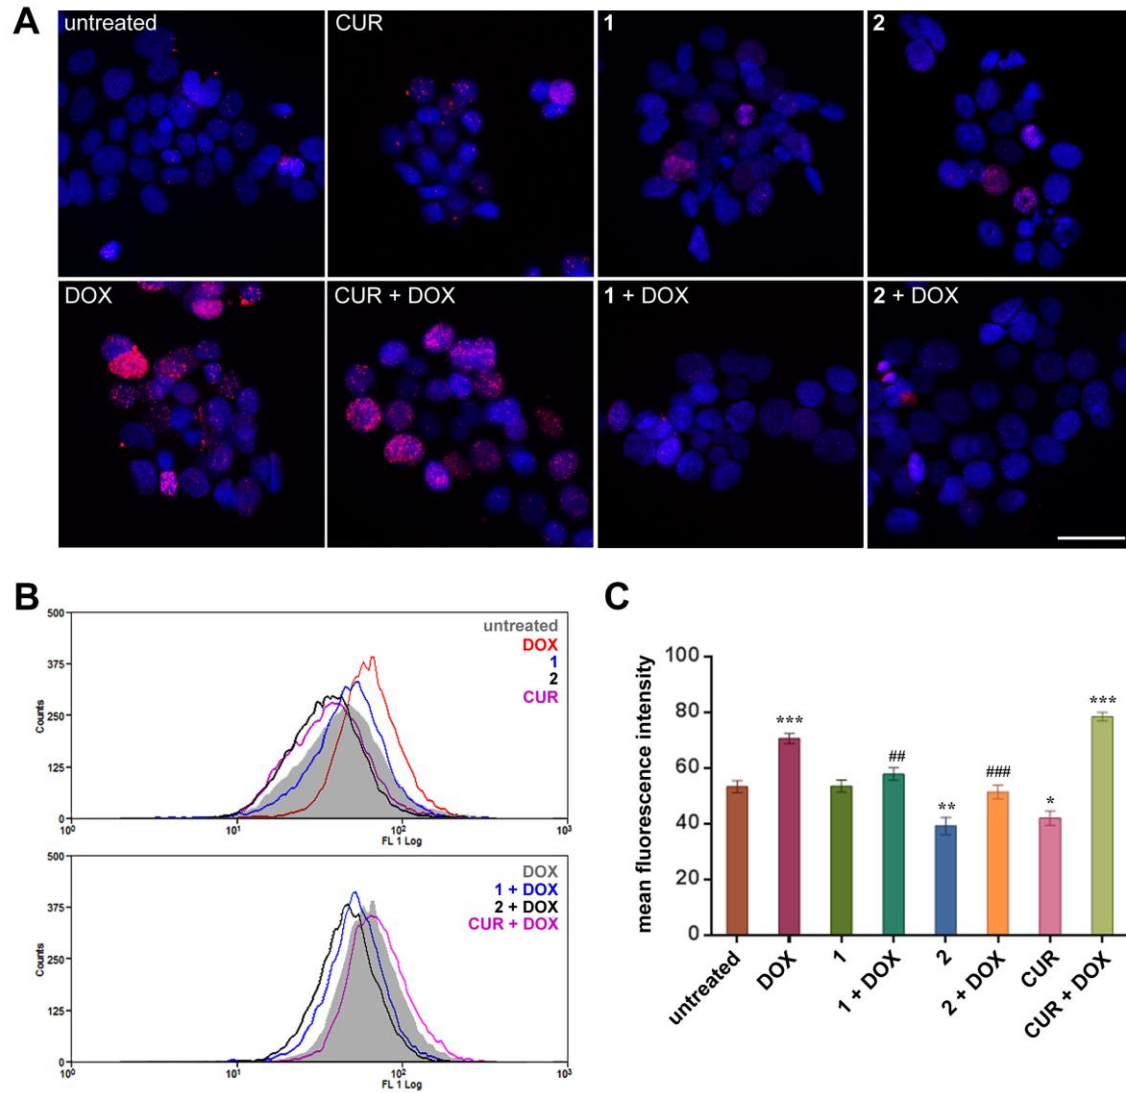 A
untreated
CUR
1
2
DOX
CUR + DOX
1 + DOX
2 + DOX
B
500
375
250
125
0
Counts
10⁰
10¹
10²
10³
FL 1 Log
untreated
DOX
1
2
CUR
500
375
250
125
0
Counts
10⁰
10¹
10²
10³
FL 1 Log
DOX
1 + DOX
2 + DOX
CUR + DOX
C
mean fluorescence intensity
100
80
60
40
20
0
***
##
**
###
*
***
untreated
DOX
1
1 + DOX
2
2 + DOX
CUR
CUR + DOX